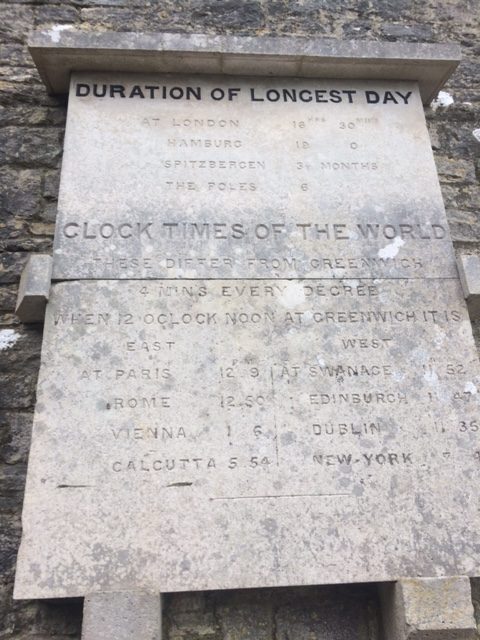 DURATION OF LONGEST DAY
AT LONDON 16 HRS 30 MINS
HAMBURG 18 0
SPITZBERGEN 3½ MONTHS
THE POLES 6
CLOCK TIMES OF THE WORLD
THESE DIFFER FROM GREENWICH
4 MINS EVERY DEGREE
WHEN 12 OCLOCK NOON AT GREENWICH IT IS
EAST WEST
AT PARIS 12 9 AT SWANAGE 11 52
ROME 12 50 EDINBURGH 11 47
VIENNA 1 6 DUBLIN 11 35
CALCUTTA 5 54 NEW-YORK 7